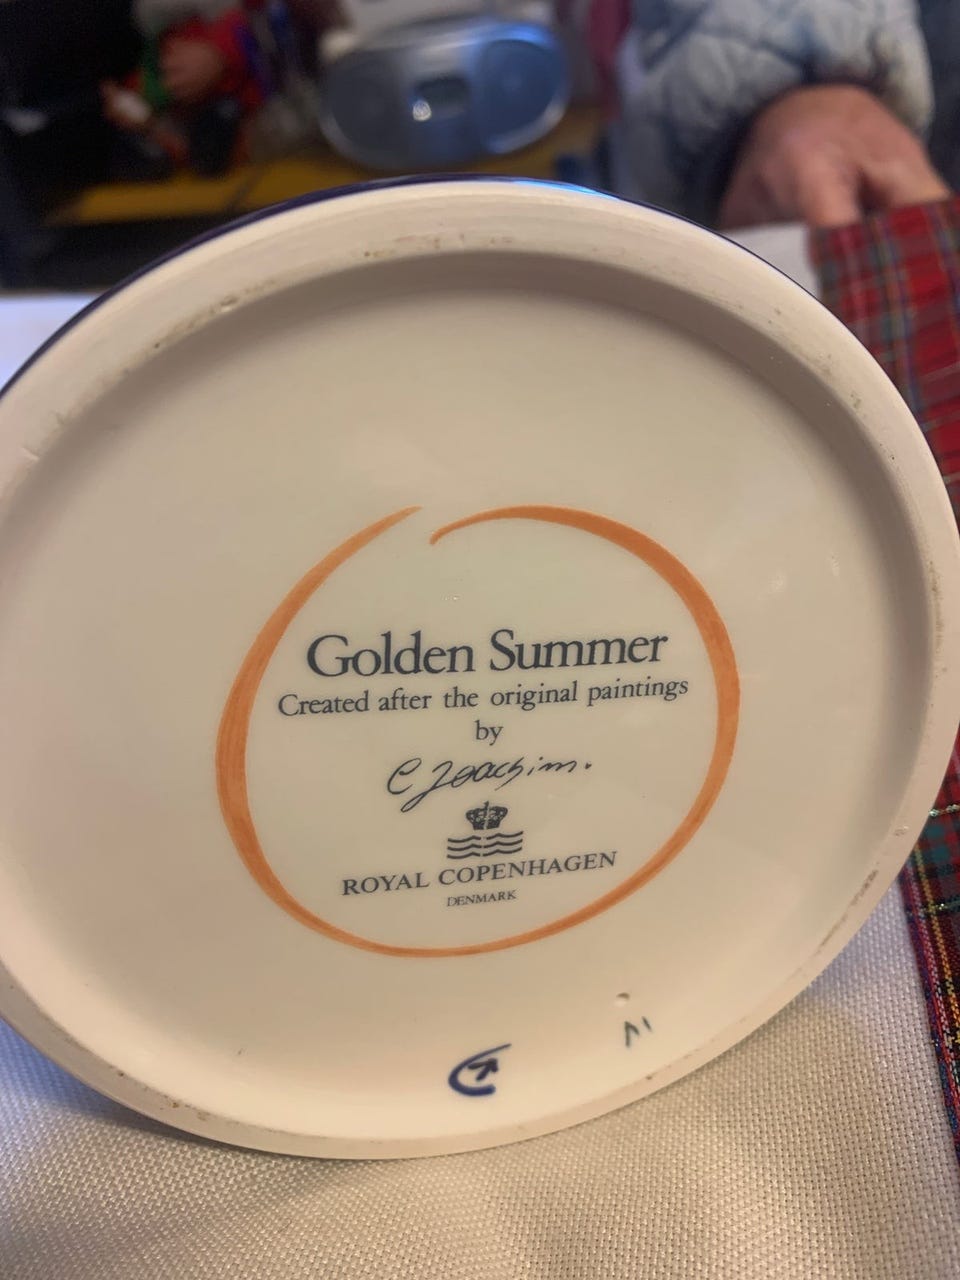 Golden Summer
Created after the original paintings
by
C Joachim.
ROYAL COPENHAGEN
DENMARK